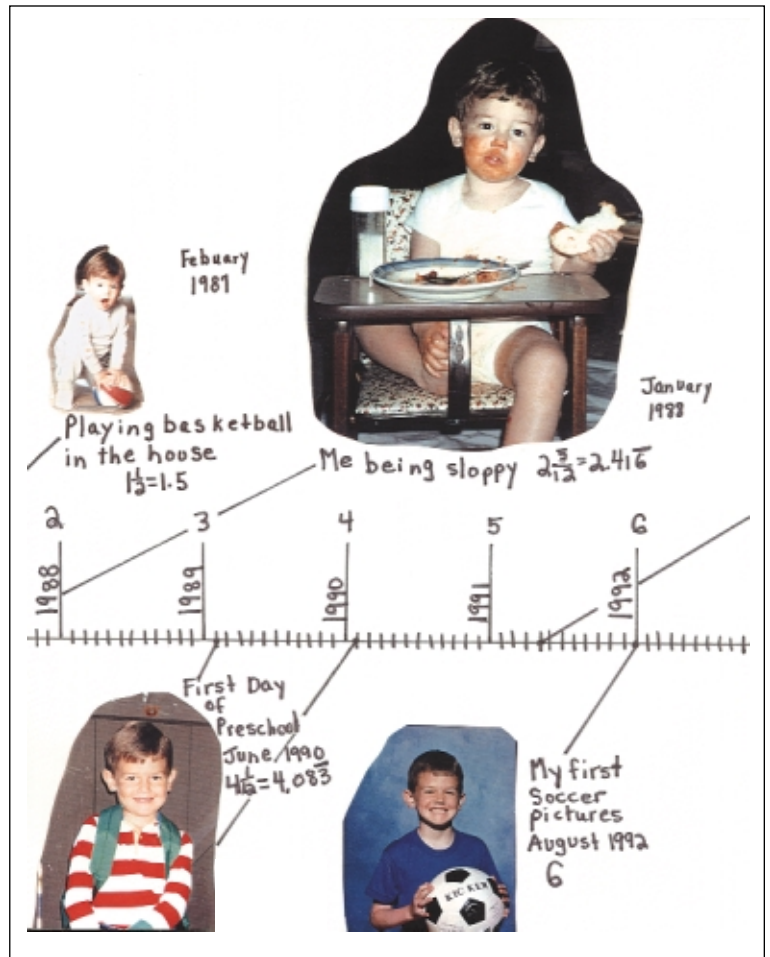 Febuary
1987
January
1988
Playing basketball
in the house
1½=1.5
Me being sloppy 2 5/12=2.416̅
2 3 4 5 6
1988 1989 1990 1991 1992
First Day
of
Preschool
June 1990
4 1/12=4.083̅
My first
Soccer
pictures
August 1992
6